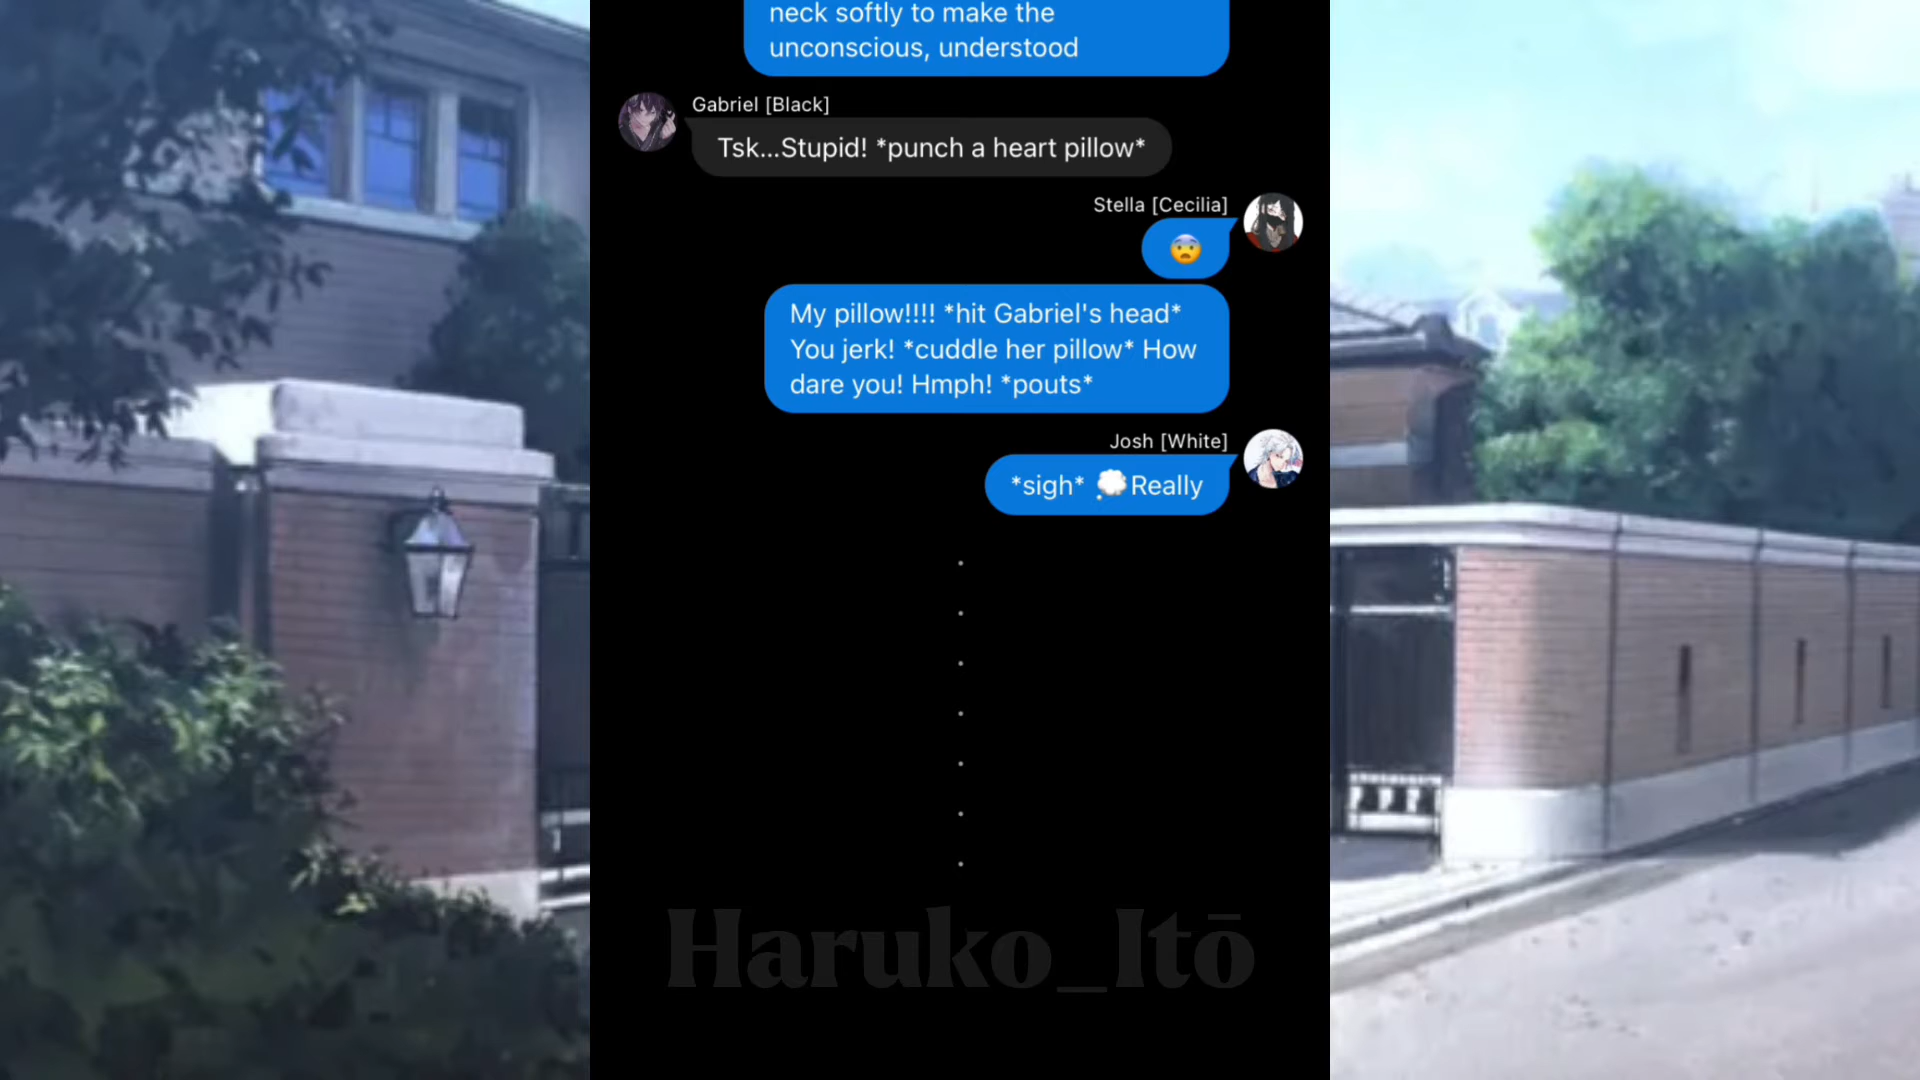 neck softly to make the
unconscious, understood
Gabriel [Black]
Tsk...Stupid! *punch a heart pillow*
Stella [Cecilia]
😨
My pillow!!!! *hit Gabriel's head*
You jerk! *cuddle her pillow* How
dare you! Hmph! *pouts*
Josh [White]
*sigh* 💭Really
.
.
.
.
.
.
.
Haruko_Itō